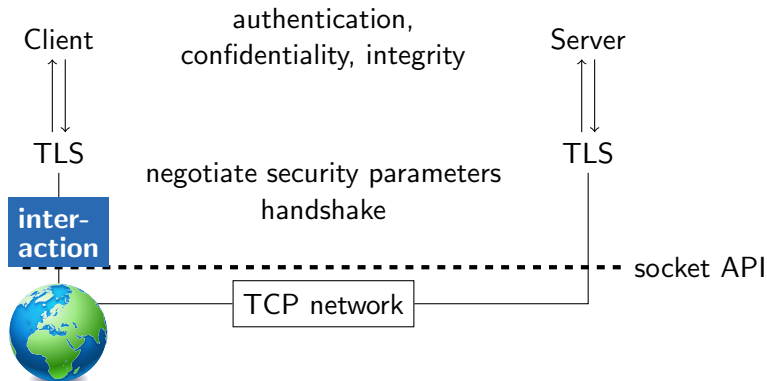 authentication,
Client
Server
confidentiality, integrity
TLS
TLS
negotiate security parameters
handshake
inter-
action
socket API
TCP network